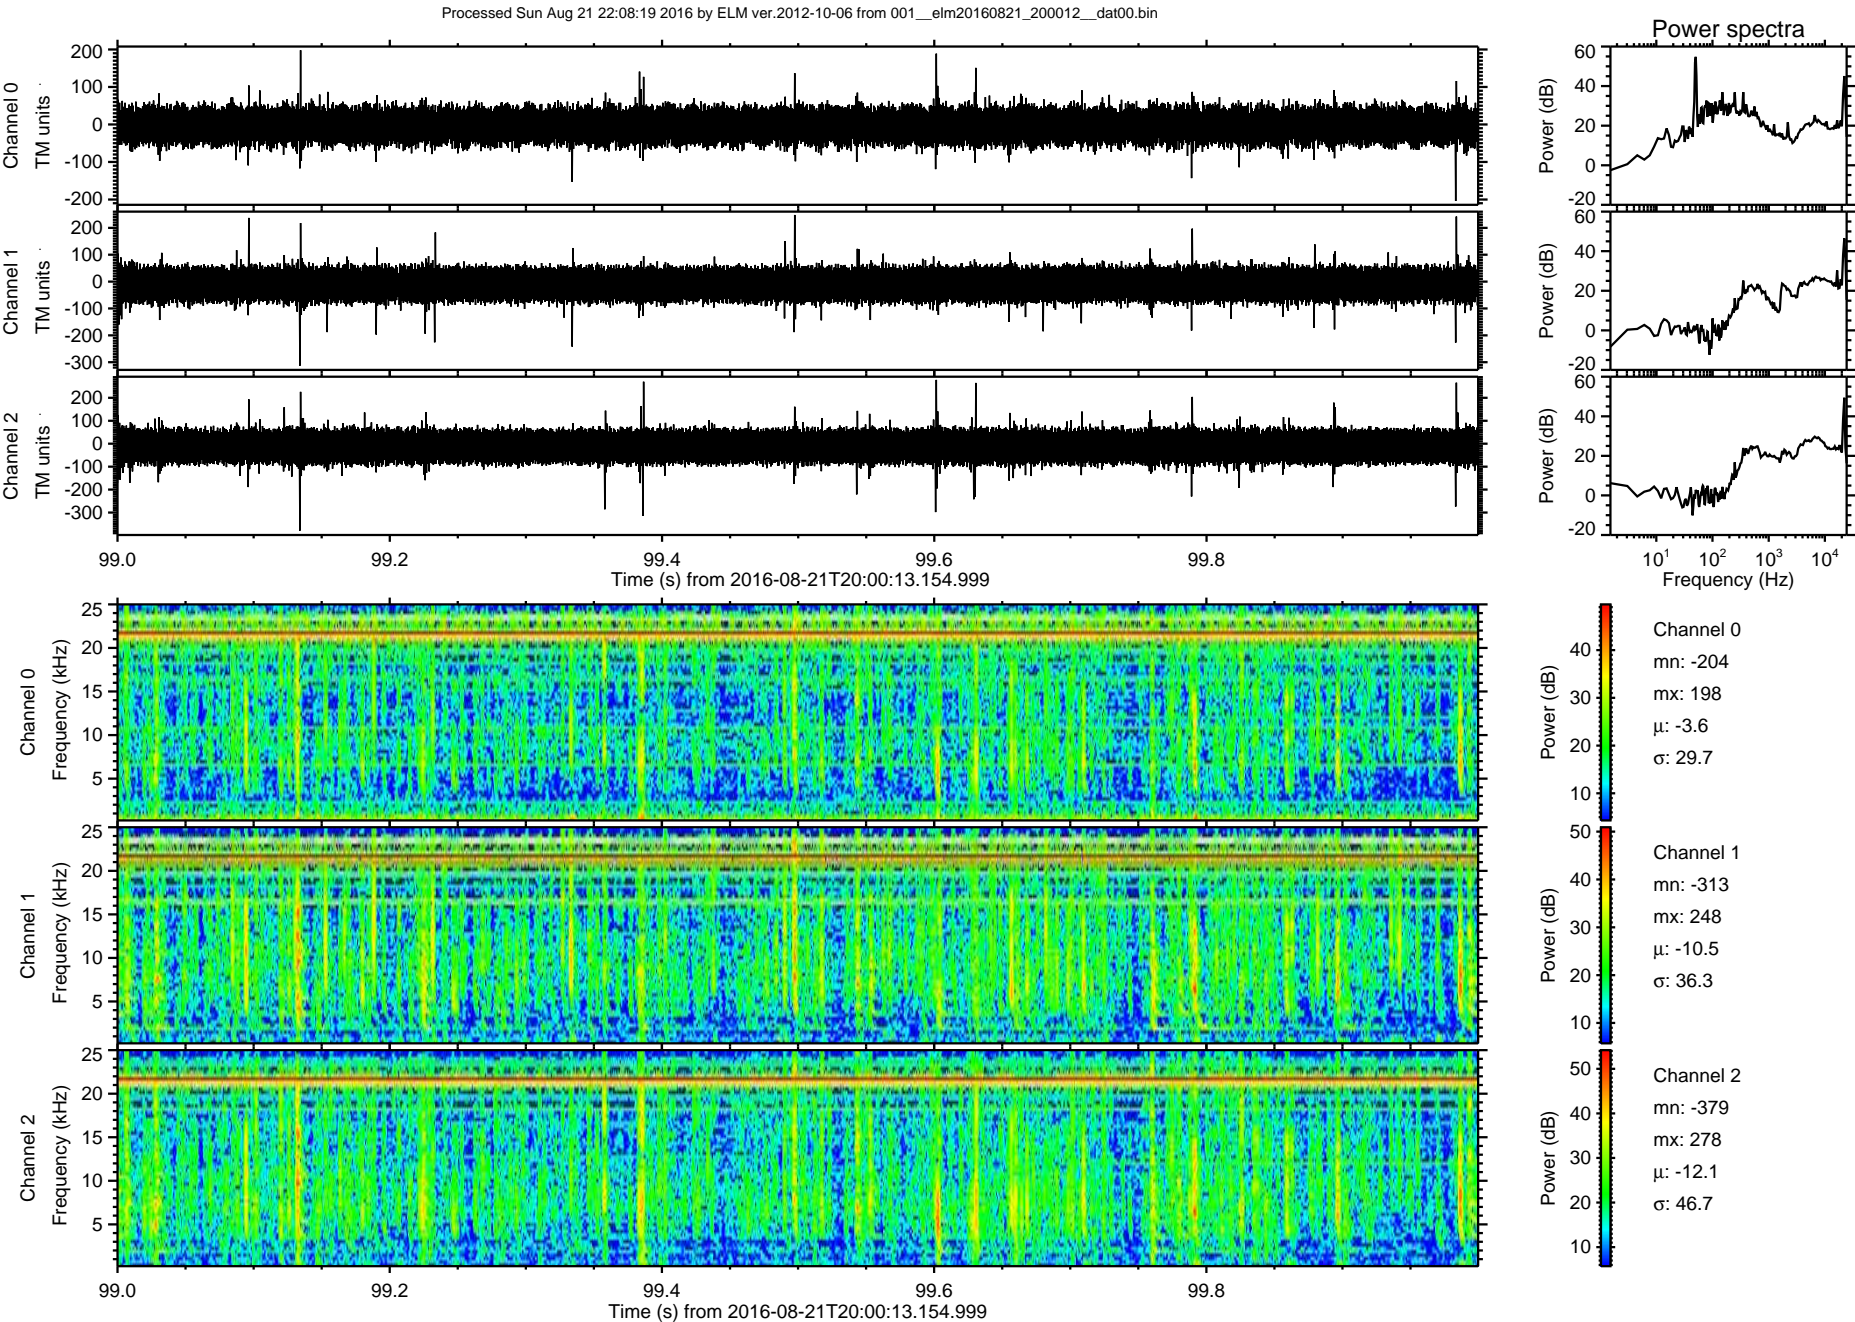 Processed Sun Aug 21 22:08:19 2016 by ELM ver.2012-10-06 from 001__elm20160821_200012__dat00.bin
Power spectra
Channel 0
TM units
200
100
0
-100
-200
Power (dB)
60
40
20
0
-20
Channel 1
TM units
200
100
0
-100
-200
-300
Power (dB)
60
40
20
0
-20
Channel 2
TM units
200
100
0
-100
-200
-300
Power (dB)
60
40
20
0
-20
99.0 99.2 99.4 99.6 99.8
Time (s) from 2016-08-21T20:00:13.154.999
10¹ 10² 10³ 10⁴
Frequency (Hz)
Channel 0
Frequency (kHz)
25
20
15
10
5
Power (dB)
40
30
20
10
Channel 0
mn: -204
mx: 198
μ: -3.6
σ: 29.7
Channel 1
Frequency (kHz)
25
20
15
10
5
Power (dB)
50
40
30
20
10
Channel 1
mn: -313
mx: 248
μ: -10.5
σ: 36.3
Channel 2
Frequency (kHz)
25
20
15
10
5
Power (dB)
50
40
30
20
10
Channel 2
mn: -379
mx: 278
μ: -12.1
σ: 46.7
99.0 99.2 99.4 99.6 99.8
Time (s) from 2016-08-21T20:00:13.154.999